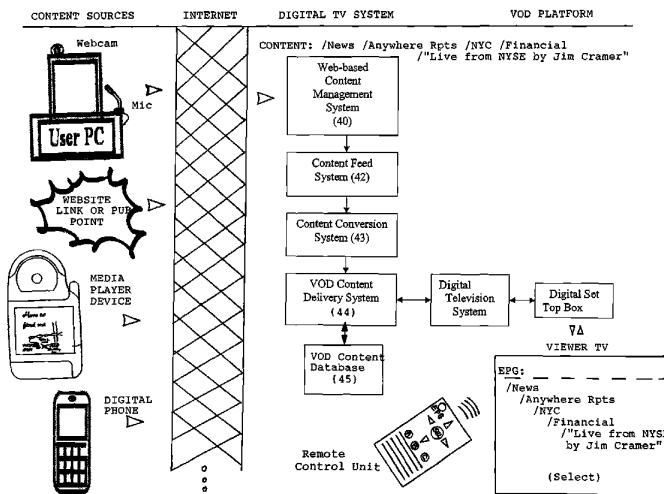 CONTENT SOURCES
INTERNET
DIGITAL TV SYSTEM
VOD PLATFORM
Webcam
Mic
User PC
CONTENT: /News /Anywhere Rpts /NYC /Financial
/"Live from NYSE by Jim Cramer"
Web-based
Content
Management
System
(40)
Content Feed
System (42)
Content Conversion
System (43)
VOD Content
Delivery System
(44)
VOD Content
Database
(45)
Digital
Television
System
Digital Set
Top Box
WEBSITE
LINK OR PUB
POINT
MEDIA
PLAYER
DEVICE
DIGITAL
PHONE
Remote
Control Unit
VIEWER TV
EPG:
/News
/Anywhere Rpts
/NYC
/Financial
/"Live from NYSE
by Jim Cramer"
(Select)